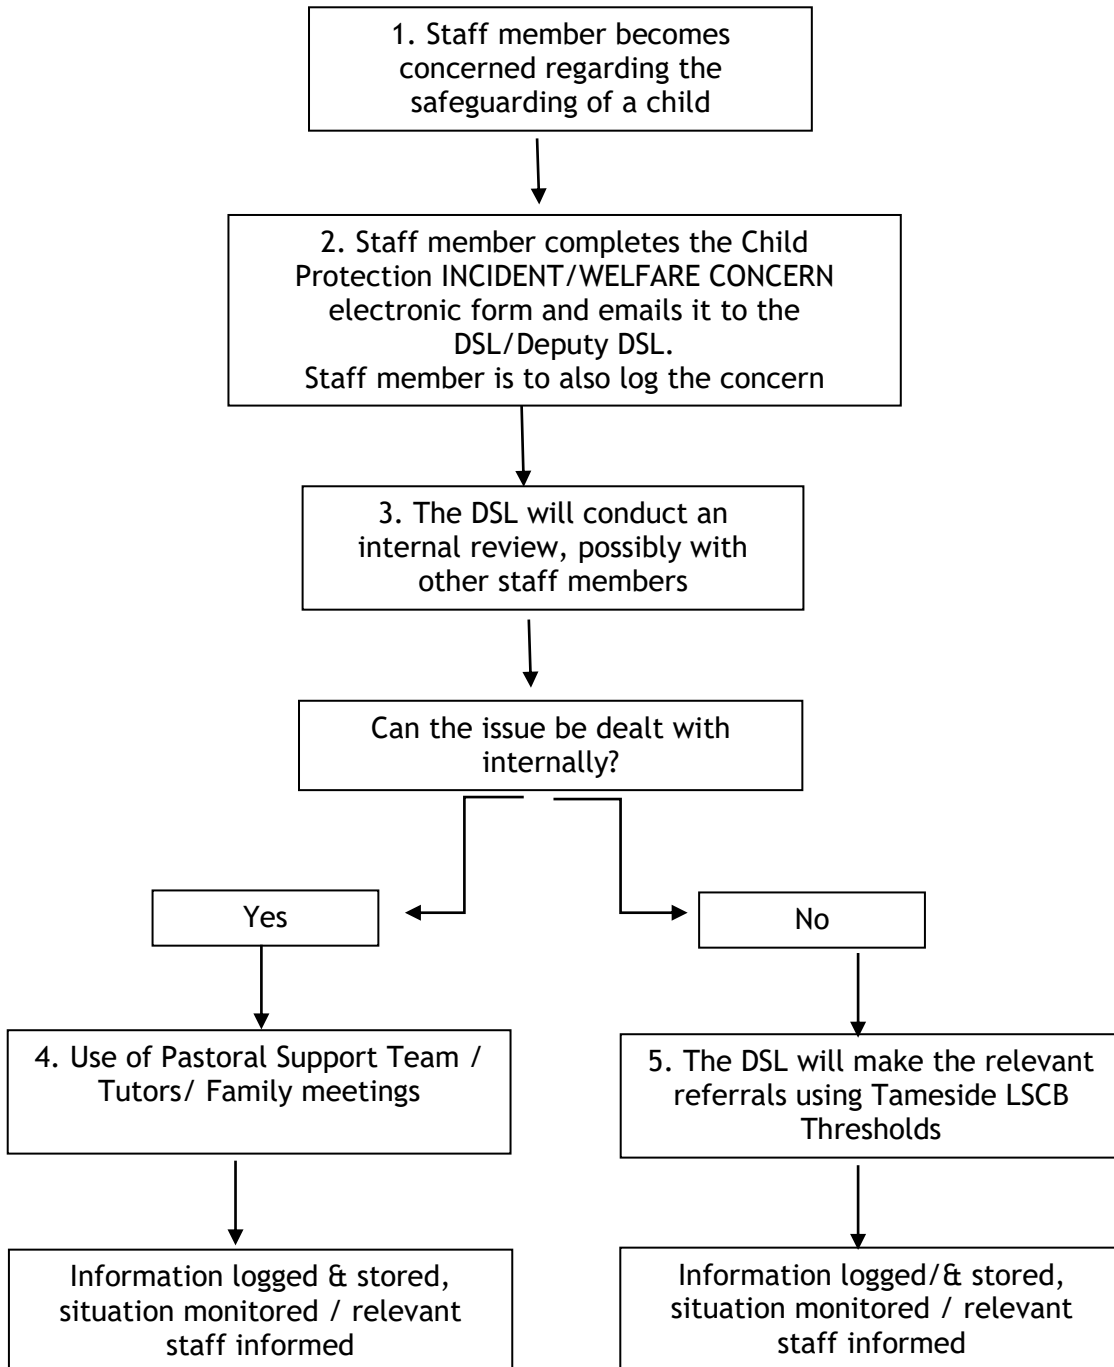 1. Staff member becomes
concerned regarding the
safeguarding of a child
2. Staff member completes the Child
Protection INCIDENT/WELFARE CONCERN
electronic form and emails it to the
DSL/Deputy DSL.
Staff member is to also log the concern
3. The DSL will conduct an
internal review, possibly with
other staff members
Can the issue be dealt with
internally?
Yes
No
4. Use of Pastoral Support Team /
Tutors/ Family meetings
5. The DSL will make the relevant
referrals using Tameside LSCB
Thresholds
Information logged & stored,
situation monitored / relevant
staff informed
Information logged/& stored,
situation monitored / relevant
staff informed